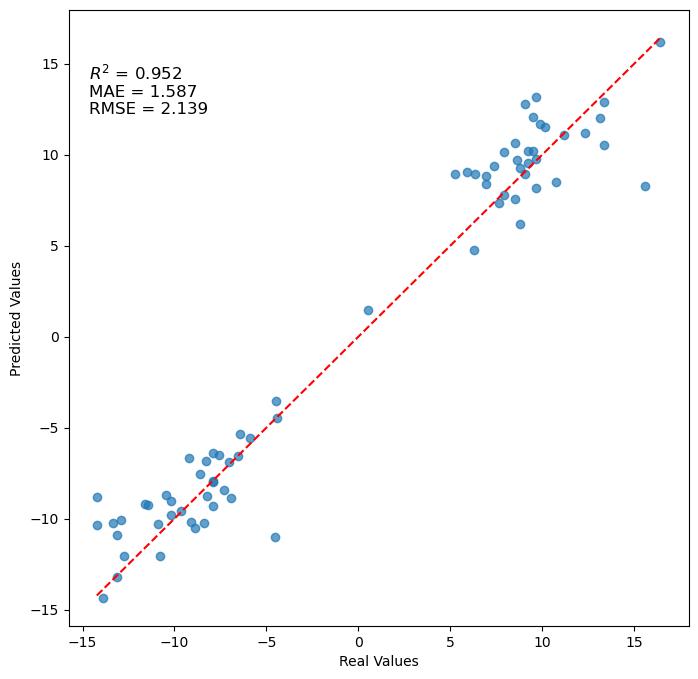 R² = 0.952
MAE = 1.587
RMSE = 2.139
Predicted Values
15
10
5
0
−5
−10
−15
−15
−10
−5
0
5
10
15
Real Values